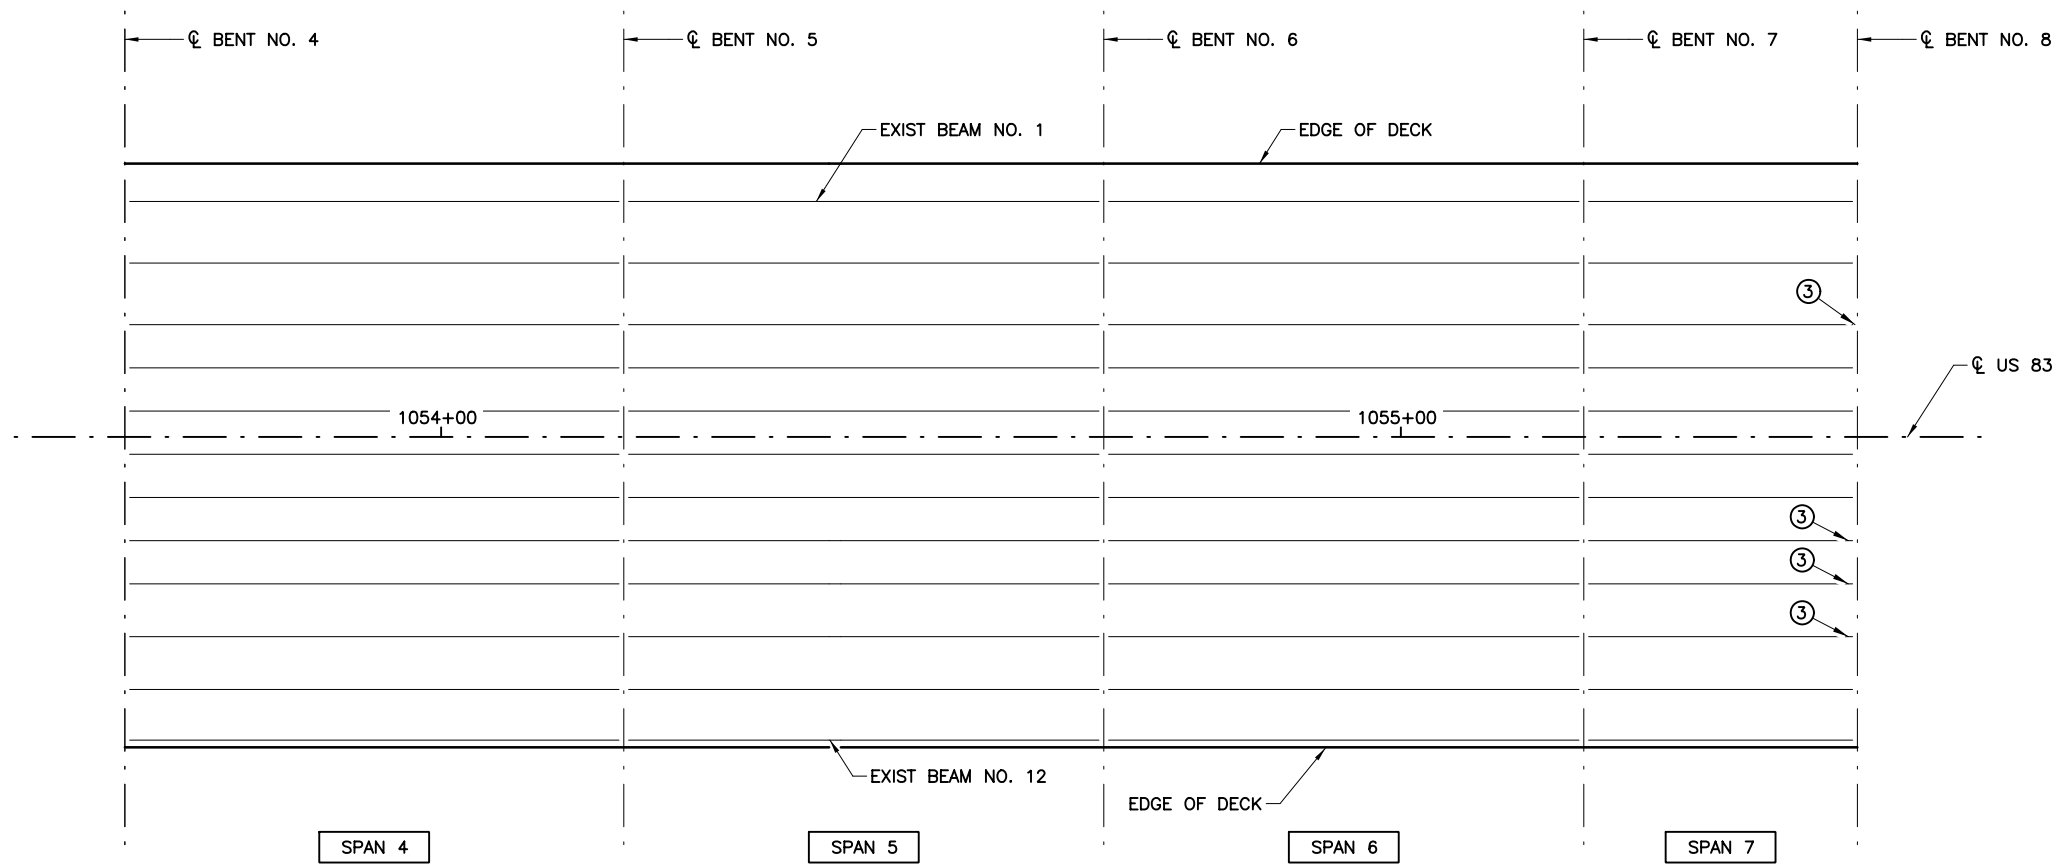 ℄ BENT NO. 4
℄ BENT NO. 5
℄ BENT NO. 6
℄ BENT NO. 7
℄ BENT NO. 8
EXIST BEAM NO. 1
EDGE OF DECK
3
℄ US 83
1054+00
1055+00
3
3
3
EXIST BEAM NO. 12
EDGE OF DECK
SPAN 4
SPAN 5
SPAN 6
SPAN 7